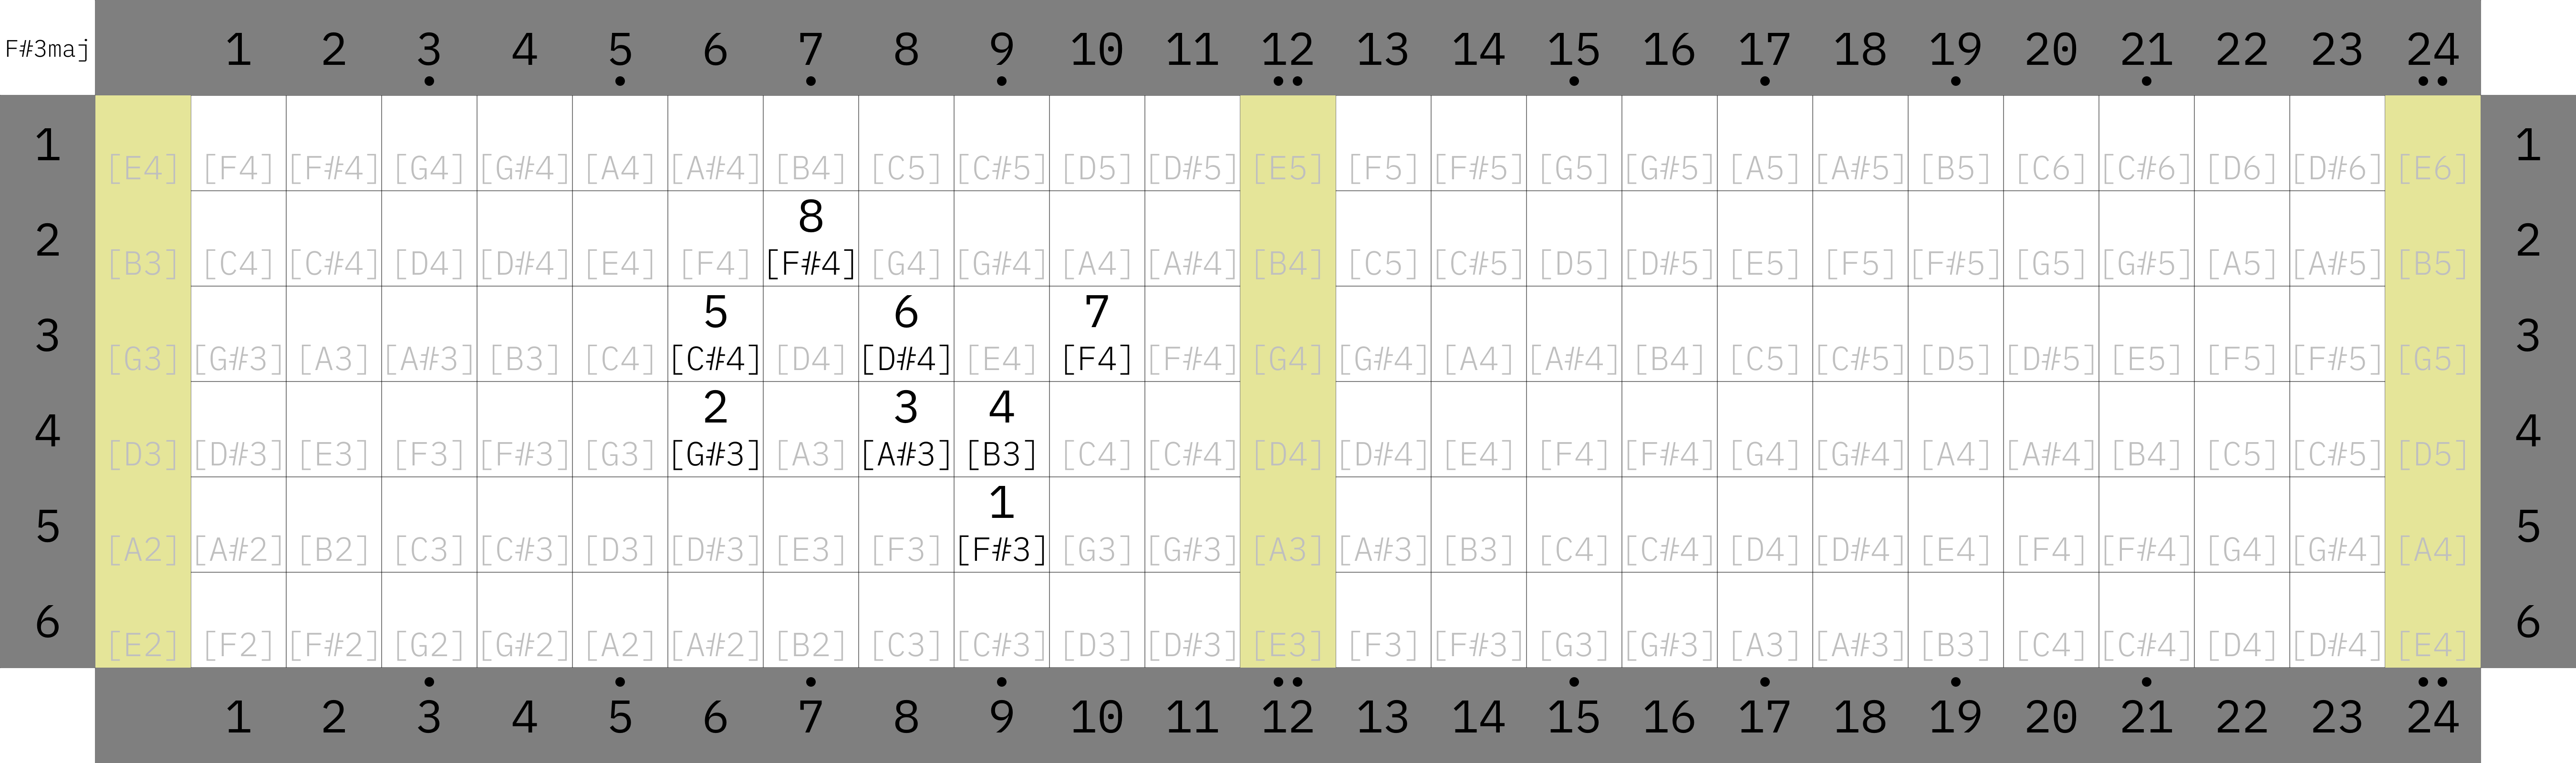 F#3maj 1 2 3 4 5 6 7 8 9 10 11 12 13 14 15 16 17 18 19 20 21 22 23 24
1 [E4] [F4] [F#4] [G4] [G#4] [A4] [A#4] [B4] [C5] [C#5] [D5] [D#5] [E5] [F5] [F#5] [G5] [G#5] [A5] [A#5] [B5] [C6] [C#6] [D6] [D#6] [E6] 1
8
2 [B3] [C4] [C#4] [D4] [D#4] [E4] [F4] [F#4] [G4] [G#4] [A4] [A#4] [B4] [C5] [C#5] [D5] [D#5] [E5] [F5] [F#5] [G5] [G#5] [A5] [A#5] [B5] 2
5 6 7
3 [G3] [G#3] [A3] [A#3] [B3] [C4] [C#4] [D4] [D#4] [E4] [F4] [F#4] [G4] [G#4] [A4] [A#4] [B4] [C5] [C#5] [D5] [D#5] [E5] [F5] [F#5] [G5] 3
2 3 4
4 [D3] [D#3] [E3] [F3] [F#3] [G3] [G#3] [A3] [A#3] [B3] [C4] [C#4] [D4] [D#4] [E4] [F4] [F#4] [G4] [G#4] [A4] [A#4] [B4] [C5] [C#5] [D5] 4
1
5 [A2] [A#2] [B2] [C3] [C#3] [D3] [D#3] [E3] [F3] [F#3] [G3] [G#3] [A3] [A#3] [B3] [C4] [C#4] [D4] [D#4] [E4] [F4] [F#4] [G4] [G#4] [A4] 5
6 [E2] [F2] [F#2] [G2] [G#2] [A2] [A#2] [B2] [C3] [C#3] [D3] [D#3] [E3] [F3] [F#3] [G3] [G#3] [A3] [A#3] [B3] [C4] [C#4] [D4] [D#4] [E4] 6
1 2 3 4 5 6 7 8 9 10 11 12 13 14 15 16 17 18 19 20 21 22 23 24